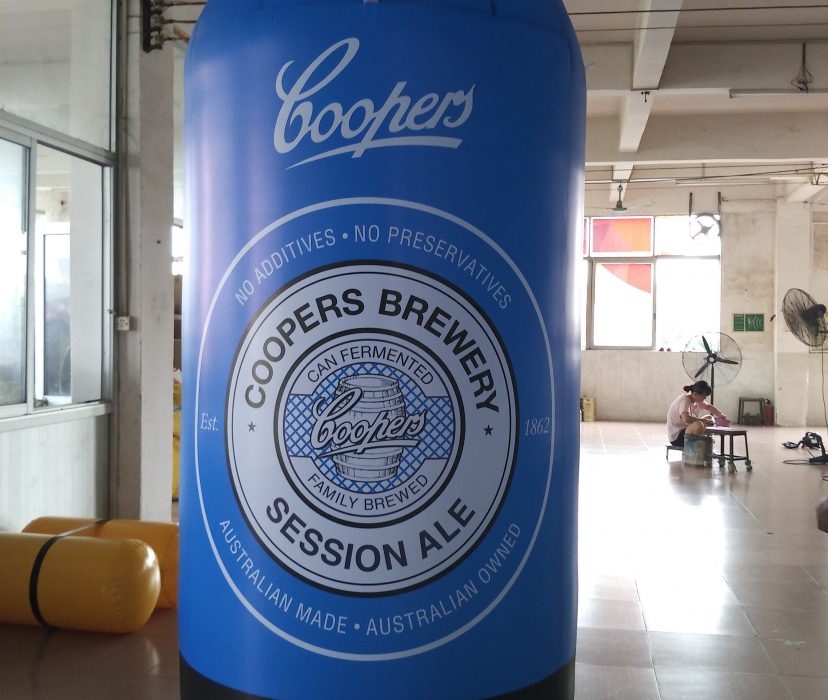 Coopers
NO ADDITIVES • NO PRESERVATIVES
COOPERS BREWERY
CAN FERMENTED
Coopers
Est.
1862
FAMILY BREWED
SESSION ALE
AUSTRALIAN MADE • AUSTRALIAN OWNED